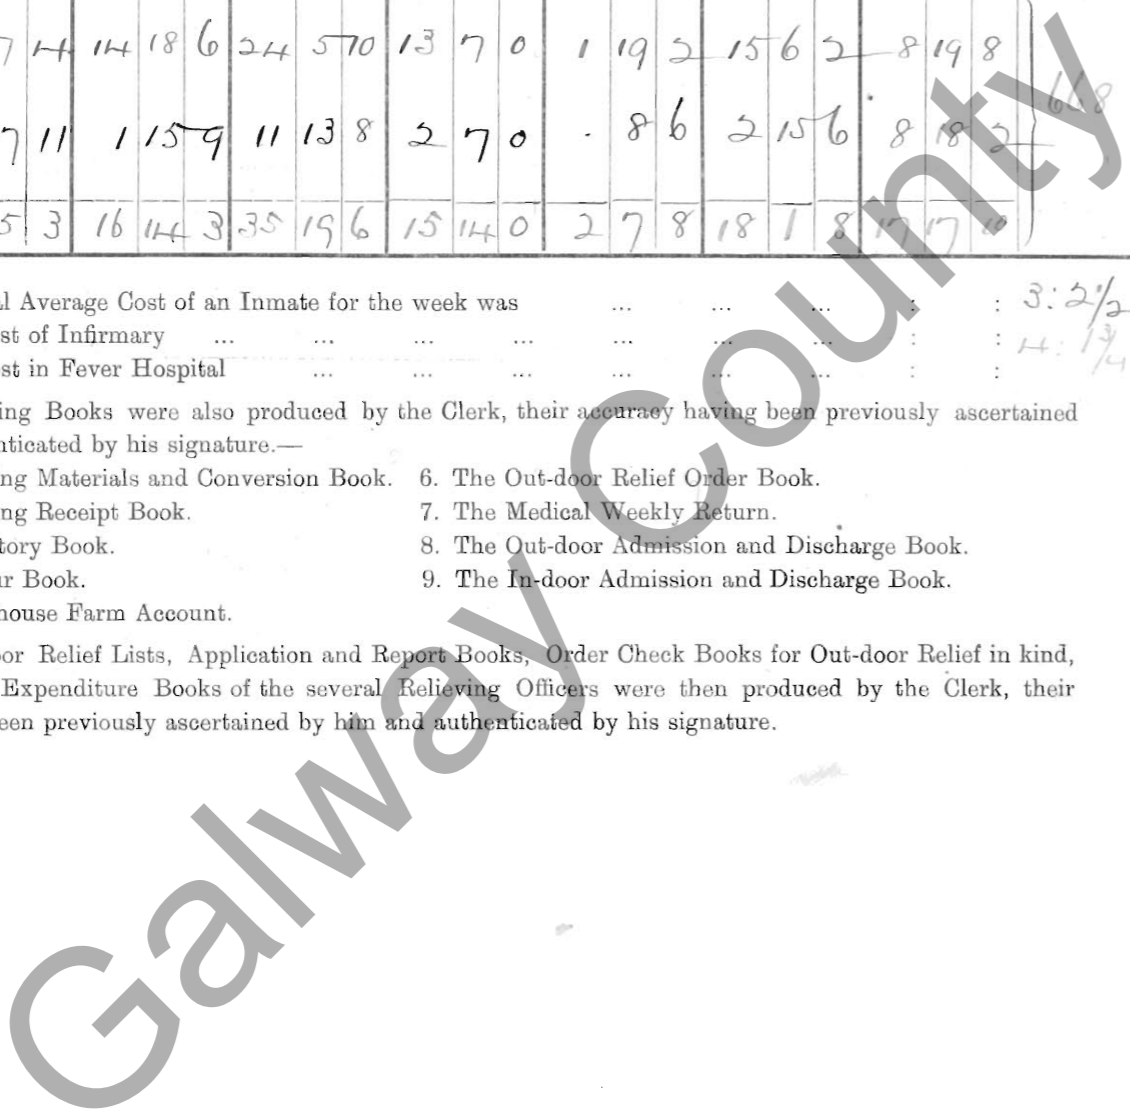 7 4 14 18 6 24 5 10 13 7 0 1 19 2 15 6 2 8 19 8
7 11 1 15 9 11 13 8 2 7 0 . 8 6 2 15 6 8 18 2 668
5 3 16 14 3 35 19 6 15 14 0 2 7 8 18 1 8 17 17 10
l Average Cost of an Inmate for the week was ... ... ... : : 3:2½
st of Infirmary ... ... ... ... ... ... ... : : 4:1¾
st in Fever Hospital ... ... ... ... ... ... : :
ing Books were also produced by the Clerk, their accuracy having been previously ascertained
nticated by his signature.—
ng Materials and Conversion Book. 6. The Out-door Relief Order Book.
ng Receipt Book. 7. The Medical Weekly Return.
tory Book. 8. The Out-door Admission and Discharge Book.
r Book. 9. The In-door Admission and Discharge Book.
house Farm Account.
or Relief Lists, Application and Report Books, Order Check Books for Out-door Relief in kind,
Expenditure Books of the several Relieving Officers were then produced by the Clerk, their
een previously ascertained by him and authenticated by his signature.
Galway County